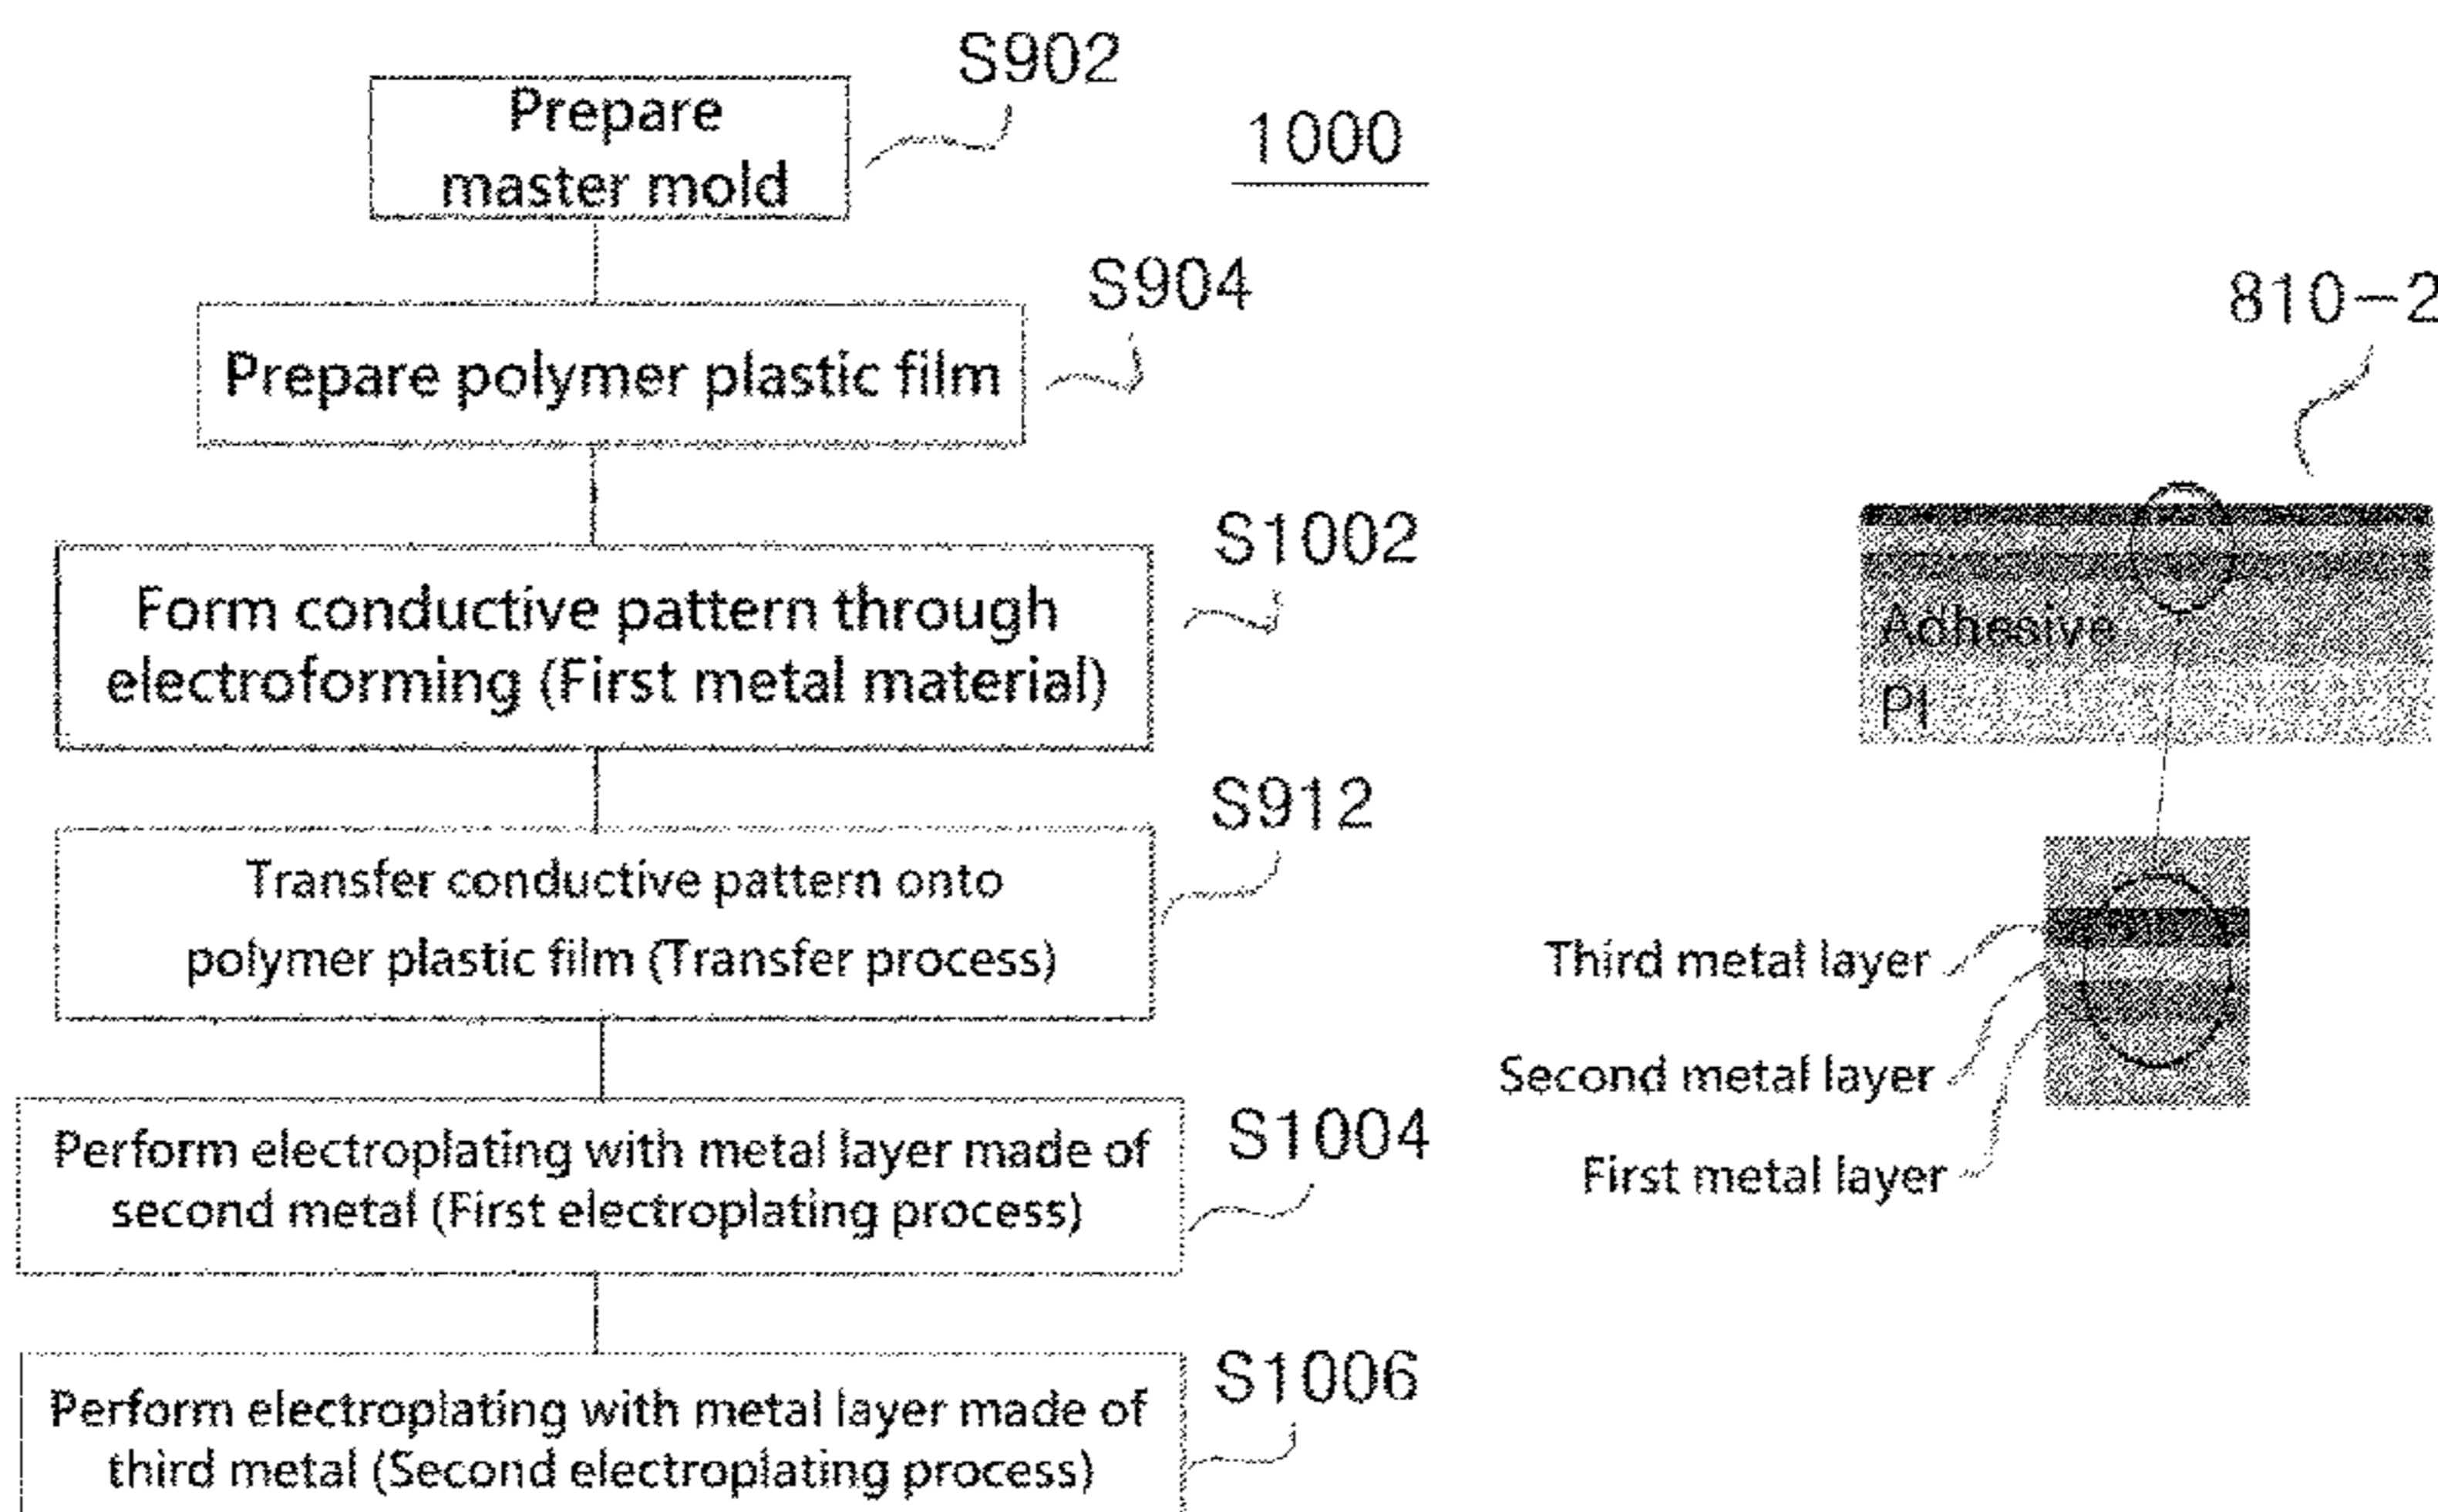 S902
Prepare
master mold
1000
S904
Prepare polymer plastic film
810-2
S1002
Form conductive pattern through
electroforming (First metal material)
Adhesive
PI
S912
Transfer conductive pattern onto
polymer plastic film (Transfer process)
Third metal layer
Second metal layer
First metal layer
S1004
Perform electroplating with metal layer made of
second metal (First electroplating process)
S1006
Perform electroplating with metal layer made of
third metal (Second electroplating process)